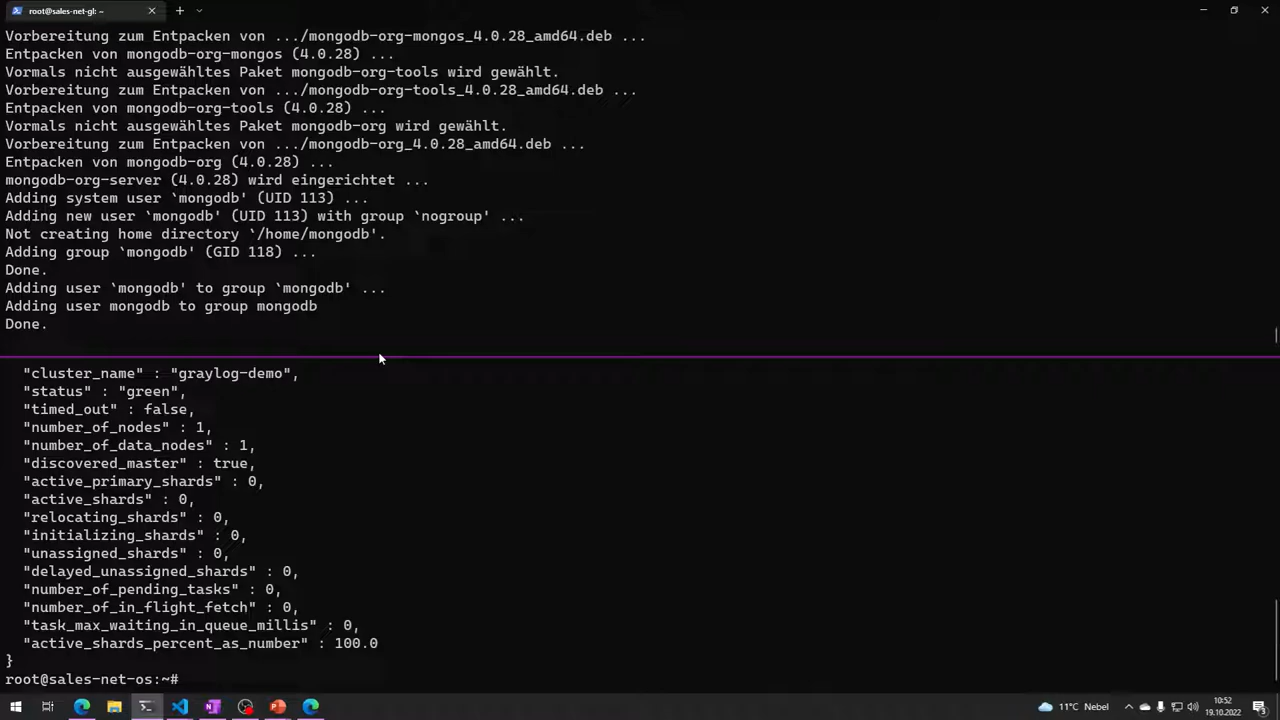 root@sales-net-gl: ~
Vorbereitung zum Entpacken von .../mongodb-org-mongos_4.0.28_amd64.deb ...
Entpacken von mongodb-org-mongos (4.0.28) ...
Vormals nicht ausgewähltes Paket mongodb-org-tools wird gewählt.
Vorbereitung zum Entpacken von .../mongodb-org-tools_4.0.28_amd64.deb ...
Entpacken von mongodb-org-tools (4.0.28) ...
Vormals nicht ausgewähltes Paket mongodb-org wird gewählt.
Vorbereitung zum Entpacken von .../mongodb-org_4.0.28_amd64.deb ...
Entpacken von mongodb-org (4.0.28) ...
mongodb-org-server (4.0.28) wird eingerichtet ...
Adding system user `mongodb' (UID 113) ...
Adding new user `mongodb' (UID 113) with group `nogroup' ...
Not creating home directory `/home/mongodb'.
Adding group `mongodb' (GID 118) ...
Done.
Adding user `mongodb' to group `mongodb' ...
Adding user mongodb to group mongodb
Done.
"cluster_name" : "graylog-demo",
"status" : "green",
"timed_out" : false,
"number_of_nodes" : 1,
"number_of_data_nodes" : 1,
"discovered_master" : true,
"active_primary_shards" : 0,
"active_shards" : 0,
"relocating_shards" : 0,
"initializing_shards" : 0,
"unassigned_shards" : 0,
"delayed_unassigned_shards" : 0,
"number_of_pending_tasks" : 0,
"number_of_in_flight_fetch" : 0,
"task_max_waiting_in_queue_millis" : 0,
"active_shards_percent_as_number" : 100.0
}
root@sales-net-os:~#
11°C Nebel
10:52
19.10.2022
3